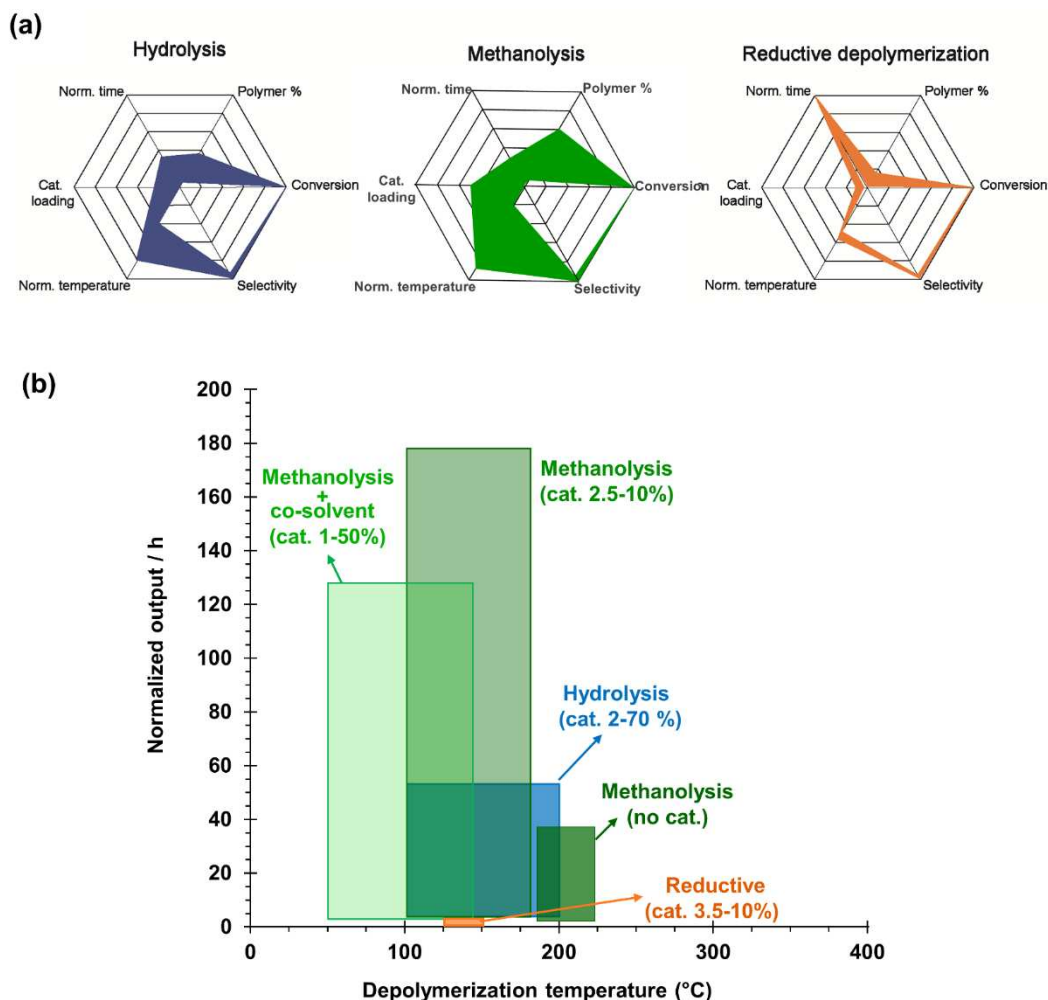 (a)
Hydrolysis
Methanolysis
Reductive depolymerization
Norm. time
Polymer %
Cat.
loading
Conversion
Norm. temperature
Selectivity
Norm. time
Polymer %
Cat.
loading
Conversion
Norm. temperature
Selectivity
Norm. time
Polymer %
Cat.
loading
Conversion
Norm. temperature
Selectivity
(b)
Normalized output / h
200
180
160
140
120
100
80
60
40
20
0
Methanolysis
+
co-solvent
(cat. 1-50%)
Methanolysis
(cat. 2.5-10%)
Hydrolysis
(cat. 2-70 %)
Methanolysis
(no cat.)
Reductive
(cat. 3.5-10%)
0
100
200
300
400
Depolymerization temperature (°C)